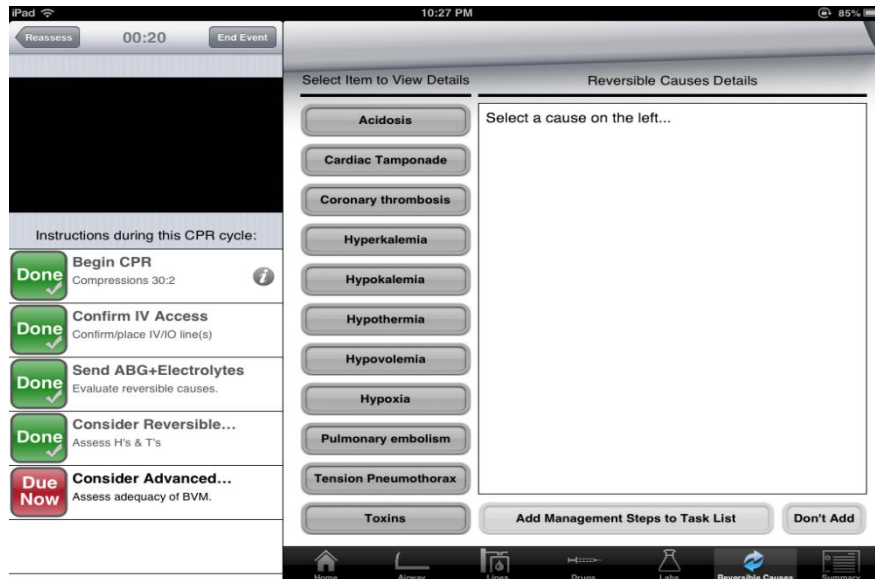 iPad
10:27 PM
85%
Reassess
00:20
End Event
Instructions during this CPR cycle:
Done
Begin CPR
Compressions 30:2
i
Done
Confirm IV Access
Confirm/place IV/IO line(s)
Done
Send ABG+Electrolytes
Evaluate reversible causes.
Done
Consider Reversible...
Assess H's & T's
Due Now
Consider Advanced...
Assess adequacy of BVM.
Select Item to View Details
Acidosis
Cardiac Tamponade
Coronary thrombosis
Hyperkalemia
Hypokalemia
Hypothermia
Hypovolemia
Hypoxia
Pulmonary embolism
Tension Pneumothorax
Toxins
Reversible Causes Details
Select a cause on the left...
Add Management Steps to Task List
Don't Add
Home
Airway
Lines
Drugs
Labs
Reversible Causes
Summary